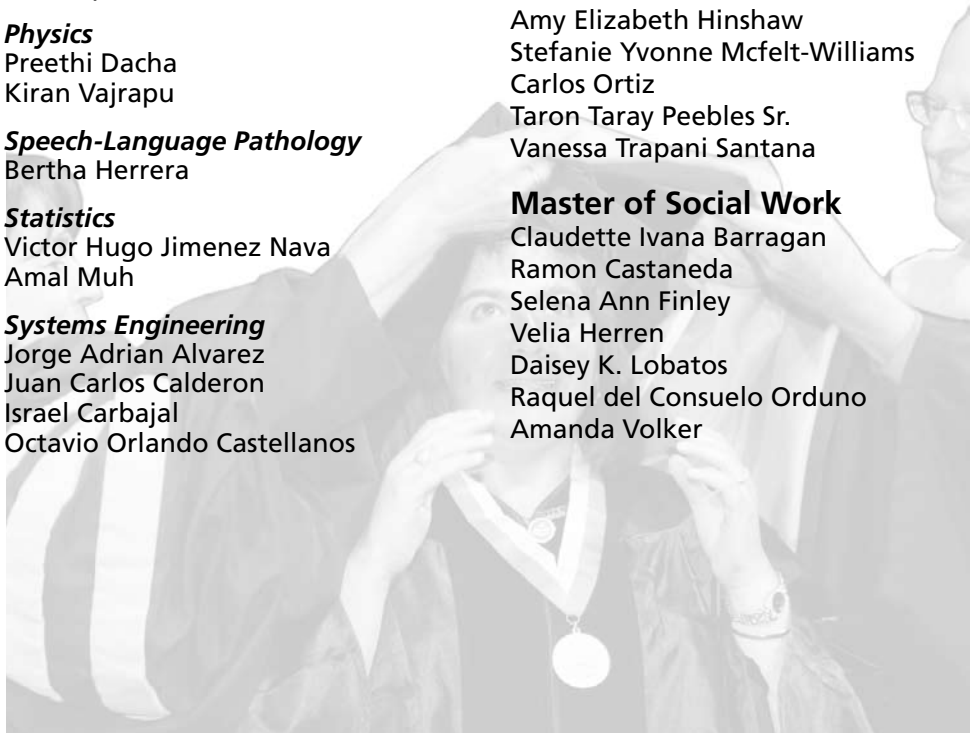 Physics
Preethi Dacha
Kiran Vajrapu
Speech-Language Pathology
Bertha Herrera
Statistics
Victor Hugo Jimenez Nava
Amal Muh
Systems Engineering
Jorge Adrian Alvarez
Juan Carlos Calderon
Israel Carbajal
Octavio Orlando Castellanos
Amy Elizabeth Hinshaw
Stefanie Yvonne Mcfelt-Williams
Carlos Ortiz
Taron Taray Peebles Sr.
Vanessa Trapani Santana
Master of Social Work
Claudette Ivana Barragan
Ramon Castaneda
Selena Ann Finley
Velia Herren
Daisey K. Lobatos
Raquel del Consuelo Orduno
Amanda Volker